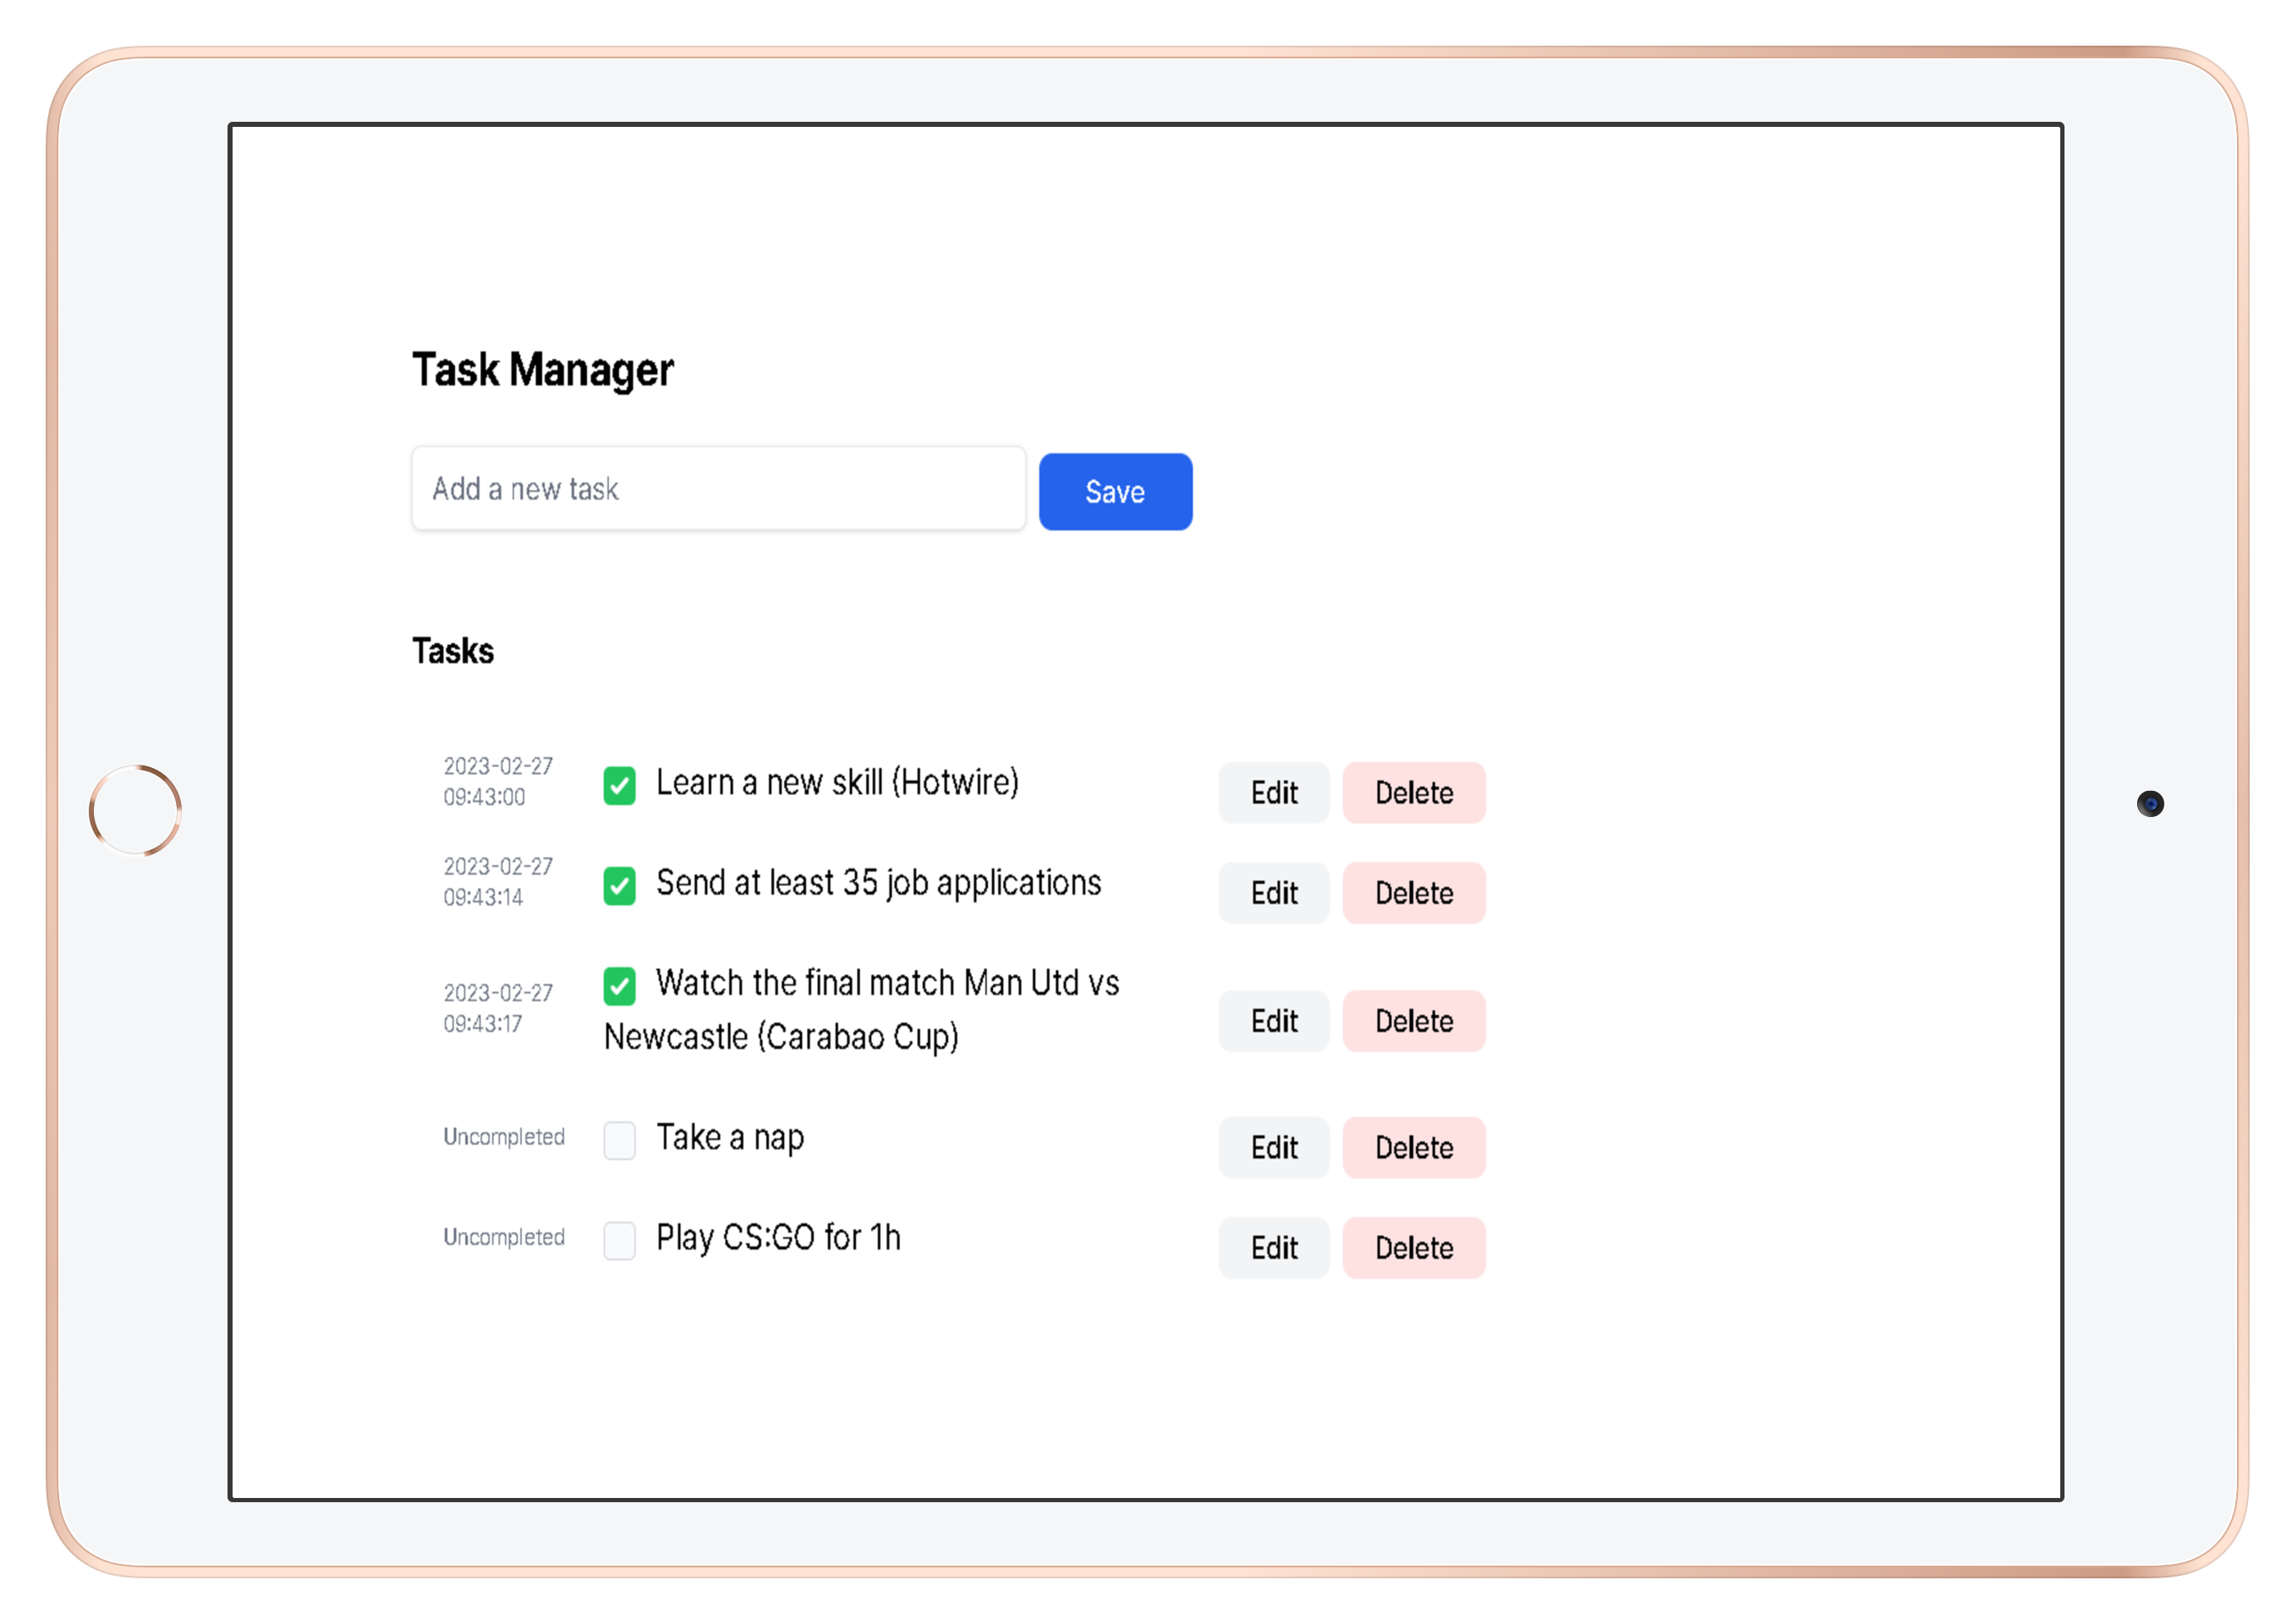 Task Manager
Add a new task
Save
Tasks
2023-02-27
09:43:00
Learn a new skill (Hotwire)
Edit
Delete
2023-02-27
09:43:14
Send at least 35 job applications
Edit
Delete
2023-02-27
09:43:17
Watch the final match Man Utd vs
Newcastle (Carabao Cup)
Edit
Delete
Uncompleted
Take a nap
Edit
Delete
Uncompleted
Play CS:GO for 1h
Edit
Delete